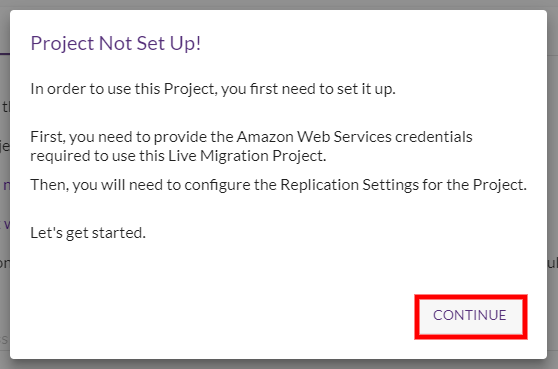 Project Not Set Up!
In order to use this Project, you first need to set it up.
First, you need to provide the Amazon Web Services credentials
required to use this Live Migration Project.
Then, you will need to configure the Replication Settings for the Project.
Let's get started.
CONTINUE